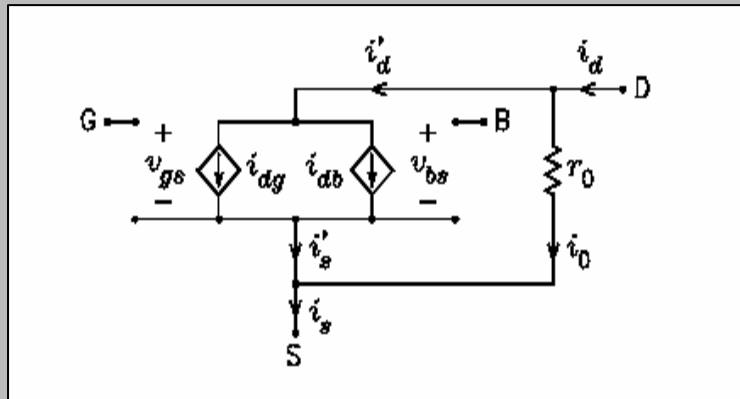 i'd id
D
G + + B
vgs idg idb vbs r0
− −
i's i0
is
S